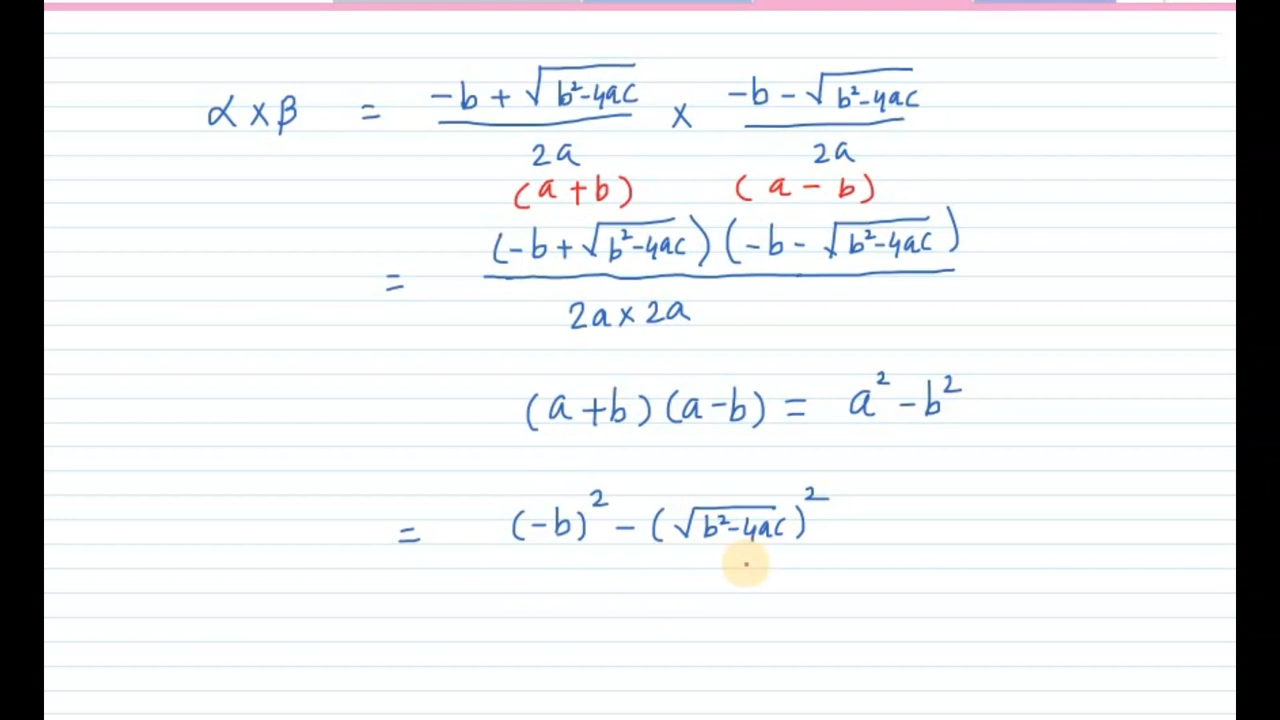 α × β = (-b + √(b²-4ac))/2a × (-b - √(b²-4ac))/2a
(a + b) (a - b)
= ((-b + √(b²-4ac)) (-b - √(b²-4ac)))/(2a × 2a)
(a + b) (a - b) = a² - b²
= (-b)² - (√(b²-4ac))²